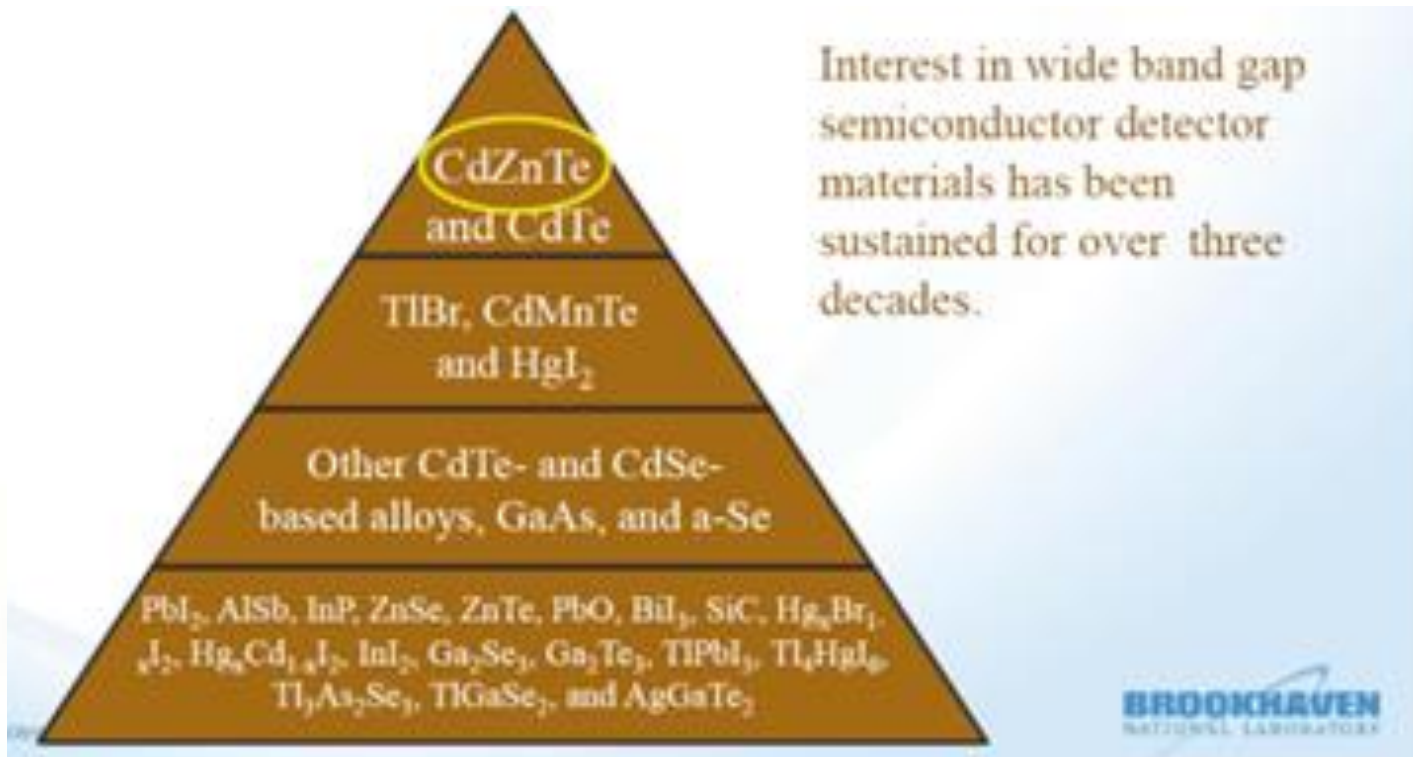 CdZnTe
and CdTe
TlBr, CdMnTe
and HgI₂
Other CdTe- and CdSe-
based alloys, GaAs, and a-Se
PbI₂, AlSb, InP, ZnSe, ZnTe, PbO, BiI₃, SiC, HgₓBr₁₋
ₓI₂, HgₓCd₁₋ₓI₂, InI₂, Ga₂Se₃, Ga₂Te₃, TlPbI₃, Tl₄HgI₆,
Tl₃As₂Se₃, TlGaSe₂, and AgGaTe₂
Interest in wide band gap
semiconductor detector
materials has been
sustained for over three
decades.
BROOKHAVEN
NATIONAL LABORATORY